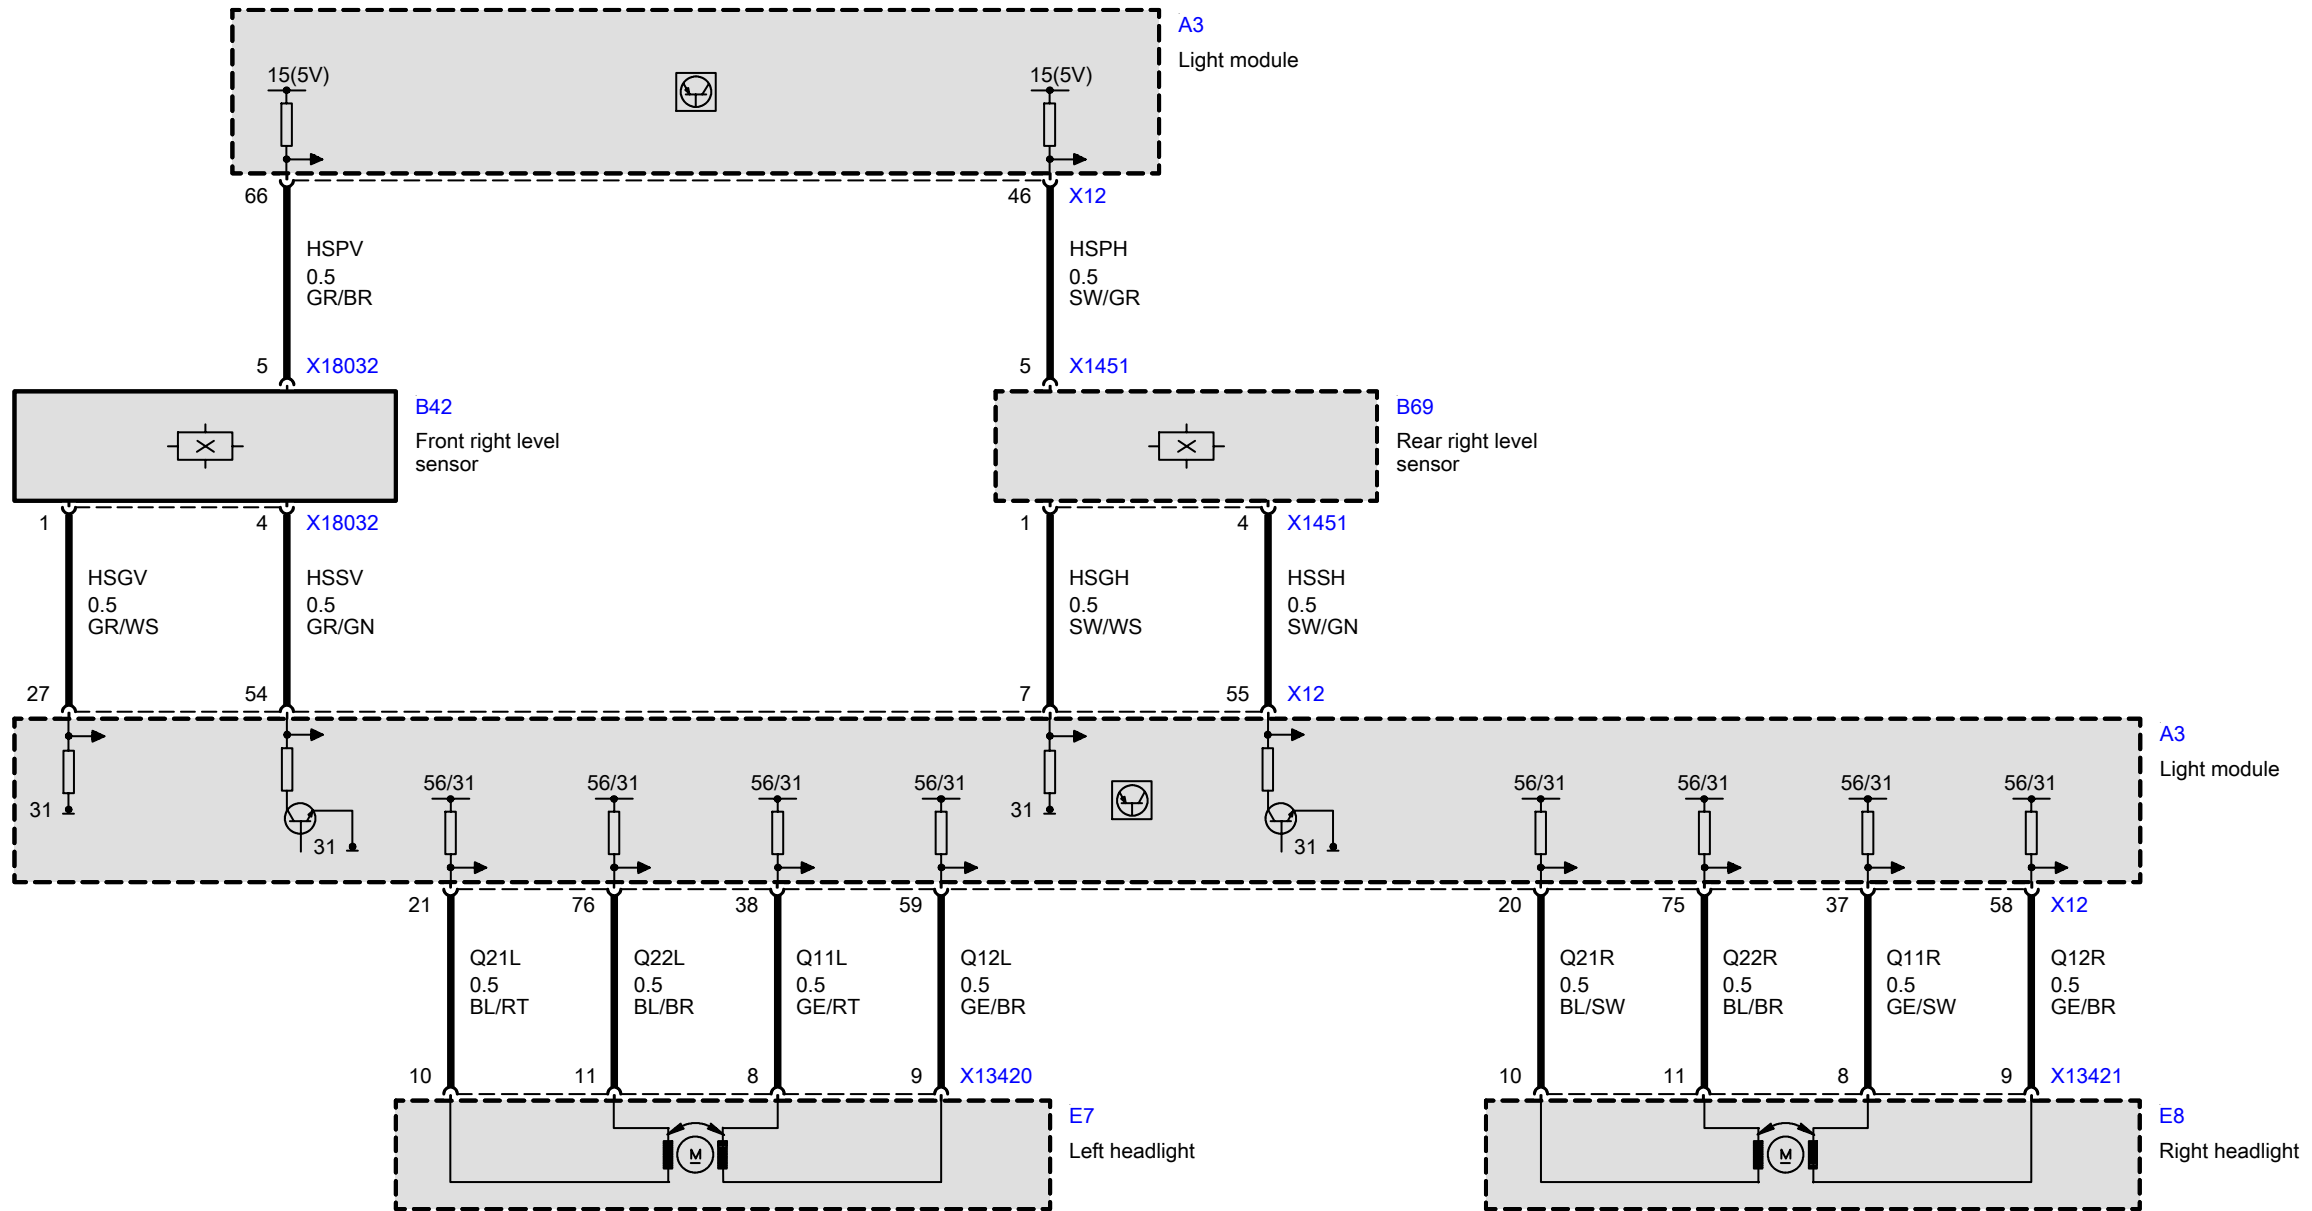 A3
Light module
15(5V)
15(5V)
66
46
X12
HSPV
0.5
GR/BR
HSPH
0.5
SW/GR
5
X18032
5
X1451
B42
Front right level
sensor
B69
Rear right level
sensor
1
4
X18032
1
4
X1451
HSGV
0.5
GR/WS
HSSV
0.5
GR/GN
HSGH
0.5
SW/WS
HSSH
0.5
SW/GN
27
54
7
55
X12
A3
Light module
56/31
56/31
56/31
56/31
56/31
56/31
56/31
56/31
31
31
31
31
21
76
38
59
20
75
37
58
X12
Q21L
0.5
BL/RT
Q22L
0.5
BL/BR
Q11L
0.5
GE/RT
Q12L
0.5
GE/BR
Q21R
0.5
BL/SW
Q22R
0.5
BL/BR
Q11R
0.5
GE/SW
Q12R
0.5
GE/BR
10
11
8
9
X13420
10
11
8
9
X13421
E7
Left headlight
E8
Right headlight
M
M